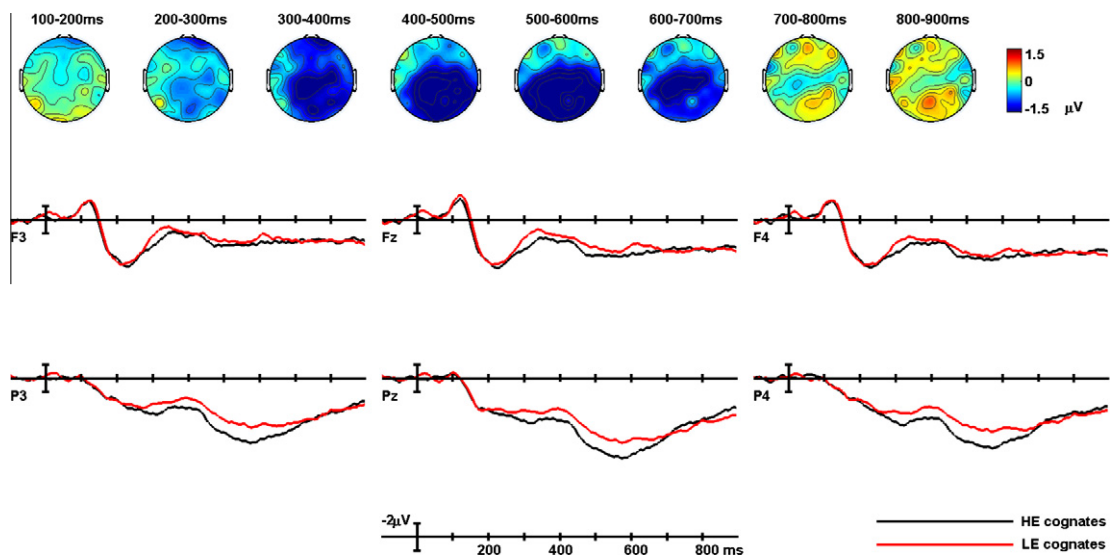 100-200ms 200-300ms 300-400ms 400-500ms 500-600ms 600-700ms 700-800ms 800-900ms
1.5
0
-1.5 μV
F3 Fz F4
P3 Pz P4
-2μV
200 400 600 800 ms
HE cognates
LE cognates